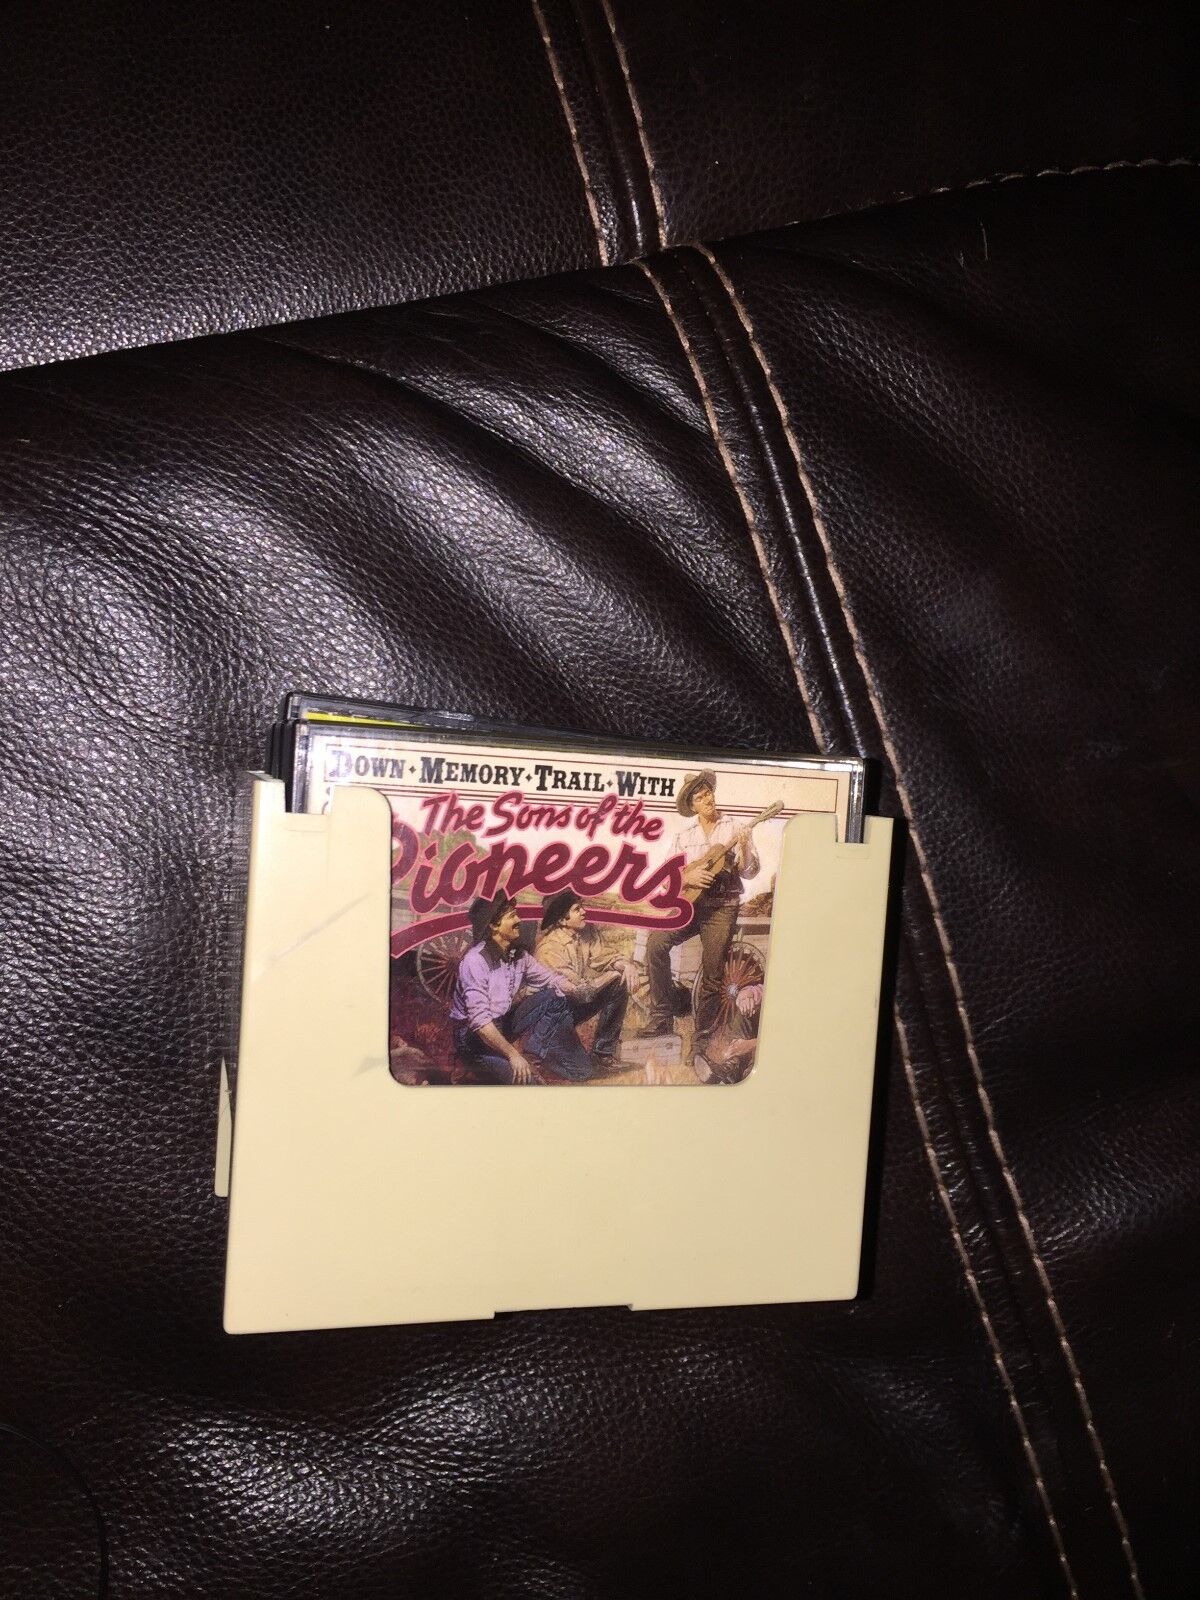 DOWN • MEMORY • TRAIL • WITH
The Sons of the
Pioneers